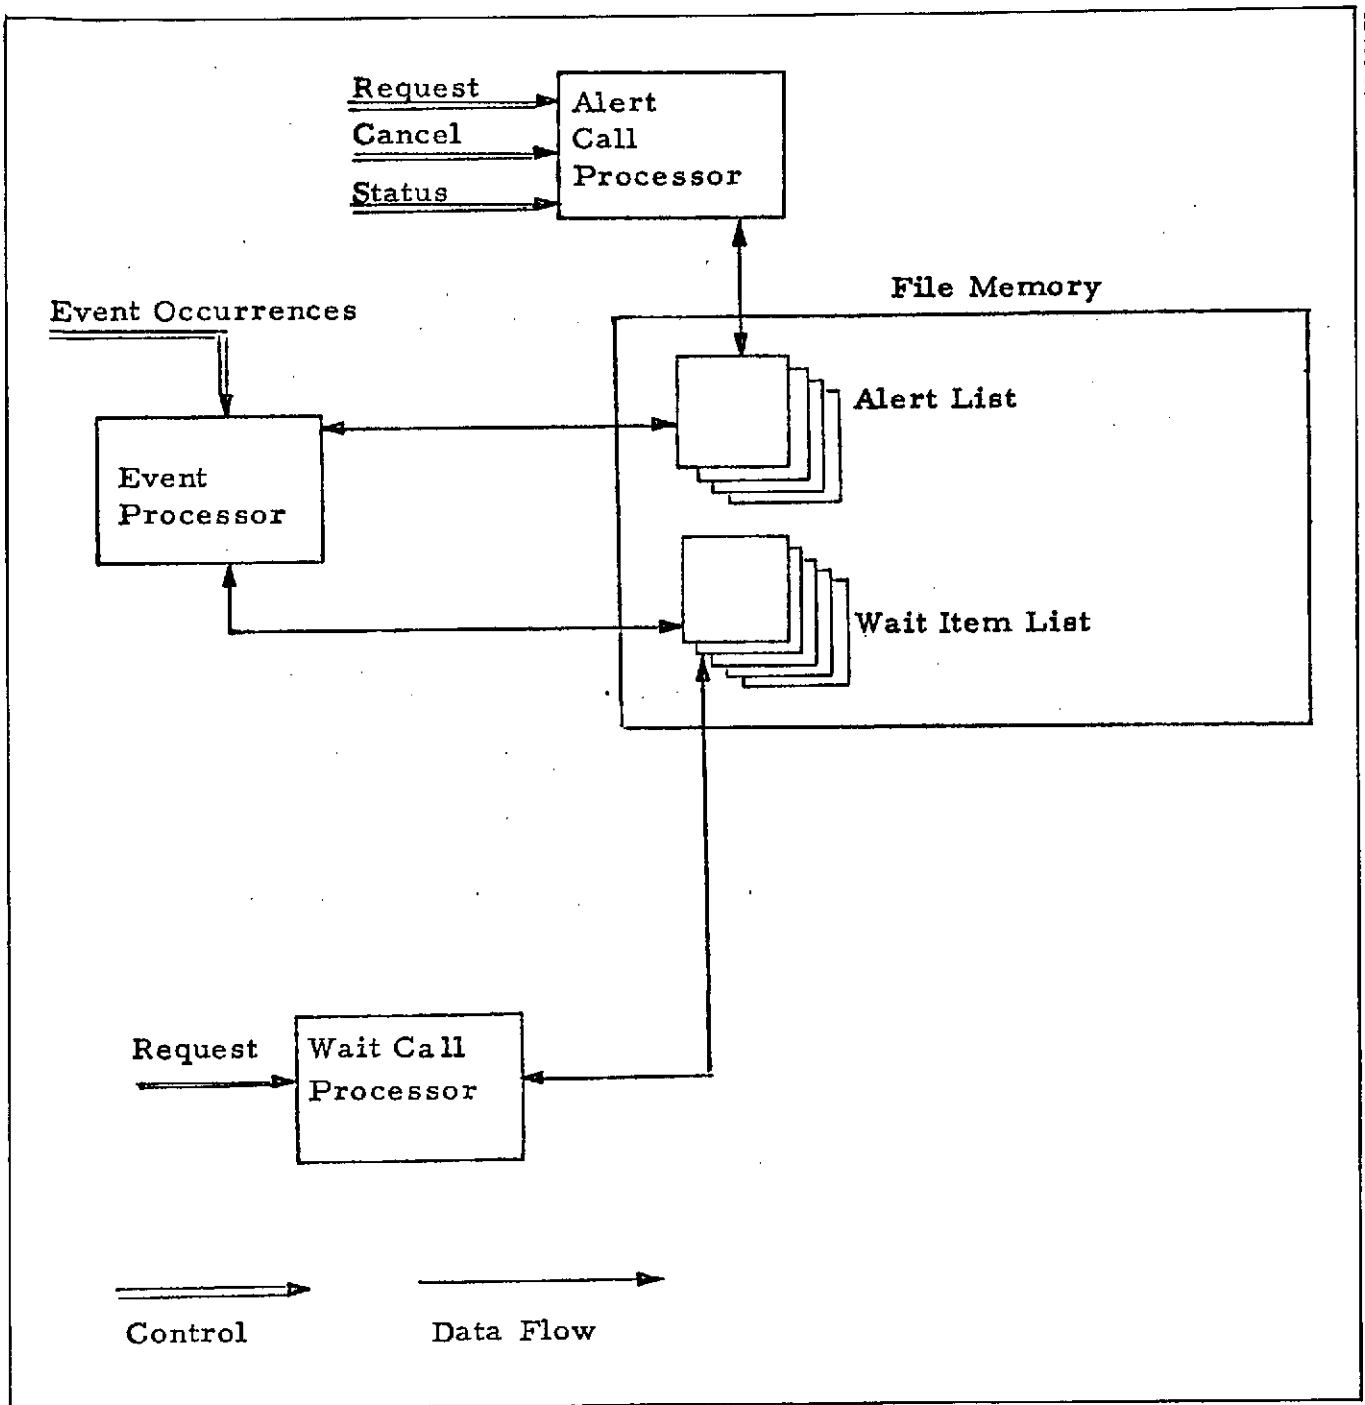 Request
Cancel
Status
Alert
Call
Processor
File Memory
Event Occurrences
Alert List
Event
Processor
Wait Item List
Request
Wait Call
Processor
Control
Data Flow